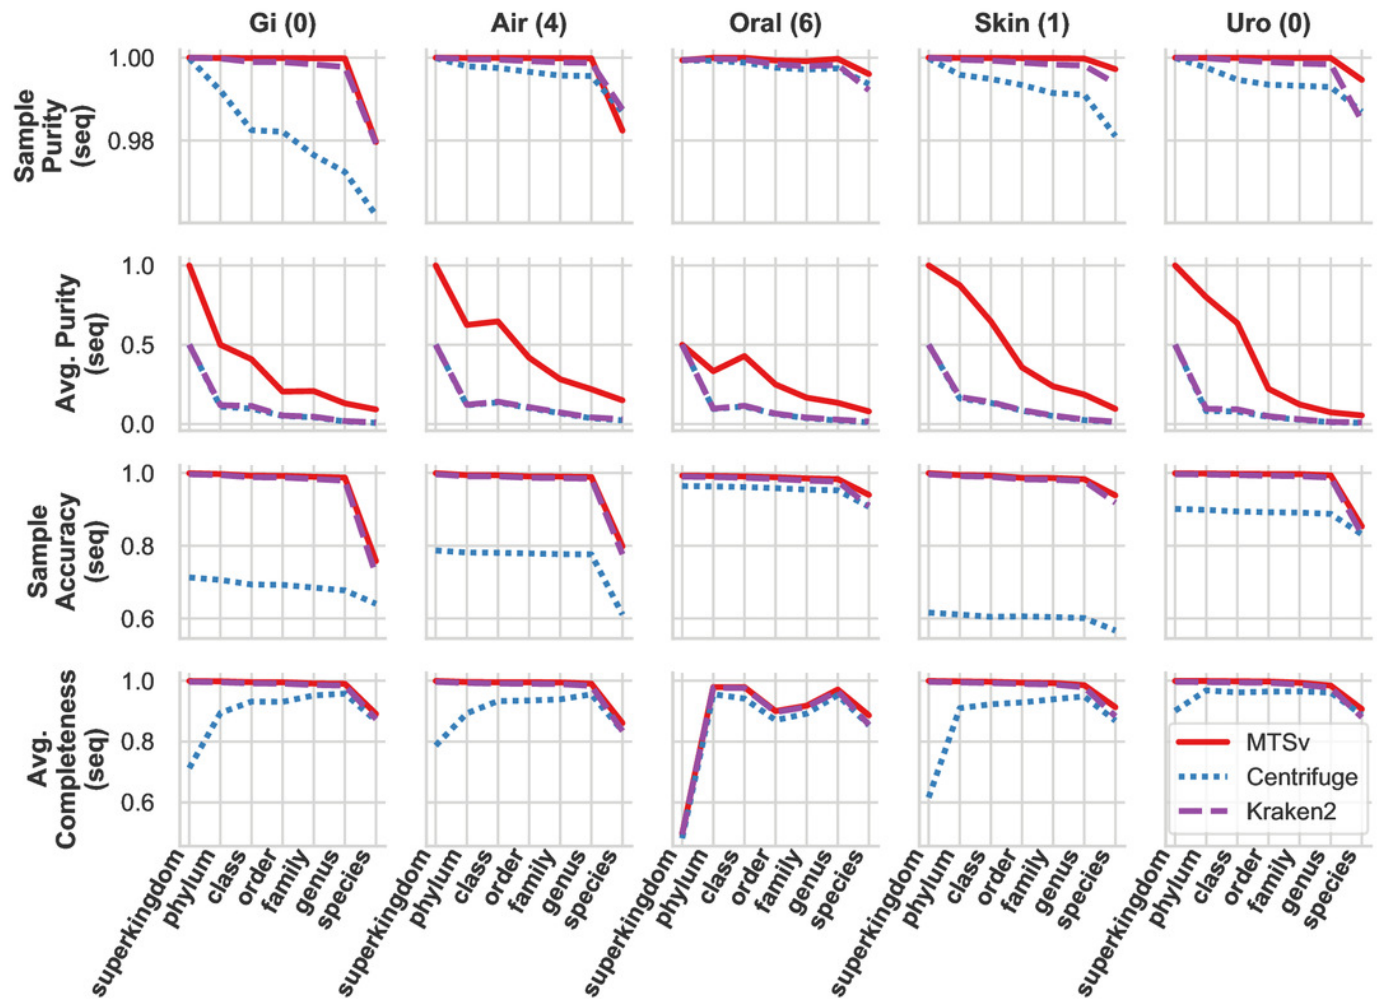 Gi (0) Air (4) Oral (6) Skin (1) Uro (0)
Sample
Purity
(seq)
1.00
0.98
Avg. Purity
(seq)
1.0
0.5
0.0
Sample
Accuracy
(seq)
1.0
0.8
0.6
Avg.
Completeness
(seq)
1.0
0.8
0.6
MTSv
Centrifuge
Kraken2
superkingdom
phylum
class
order
family
genus
species
superkingdom
phylum
class
order
family
genus
species
superkingdom
phylum
class
order
family
genus
species
superkingdom
phylum
class
order
family
genus
species
superkingdom
phylum
class
order
family
genus
species